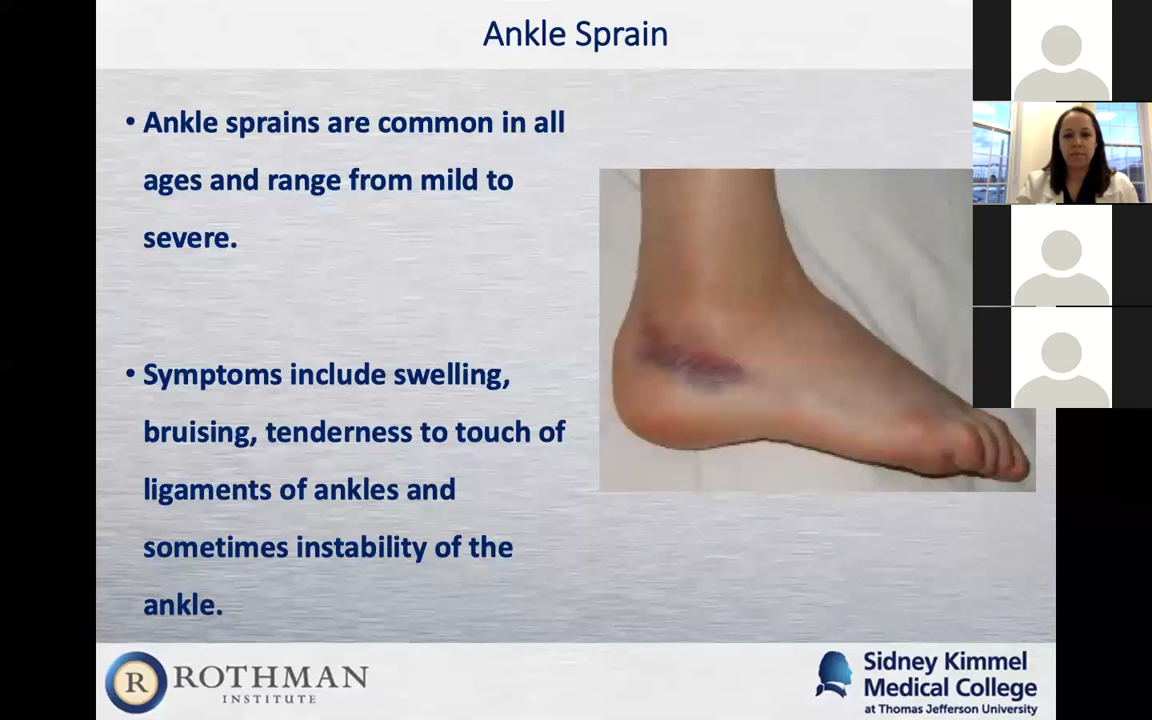 Ankle Sprain
• Ankle sprains are common in all
ages and range from mild to
severe.
• Symptoms include swelling,
bruising, tenderness to touch of
ligaments of ankles and
sometimes instability of the
ankle.
R
ROTHMAN
INSTITUTE
Sidney Kimmel
Medical College
at Thomas Jefferson University